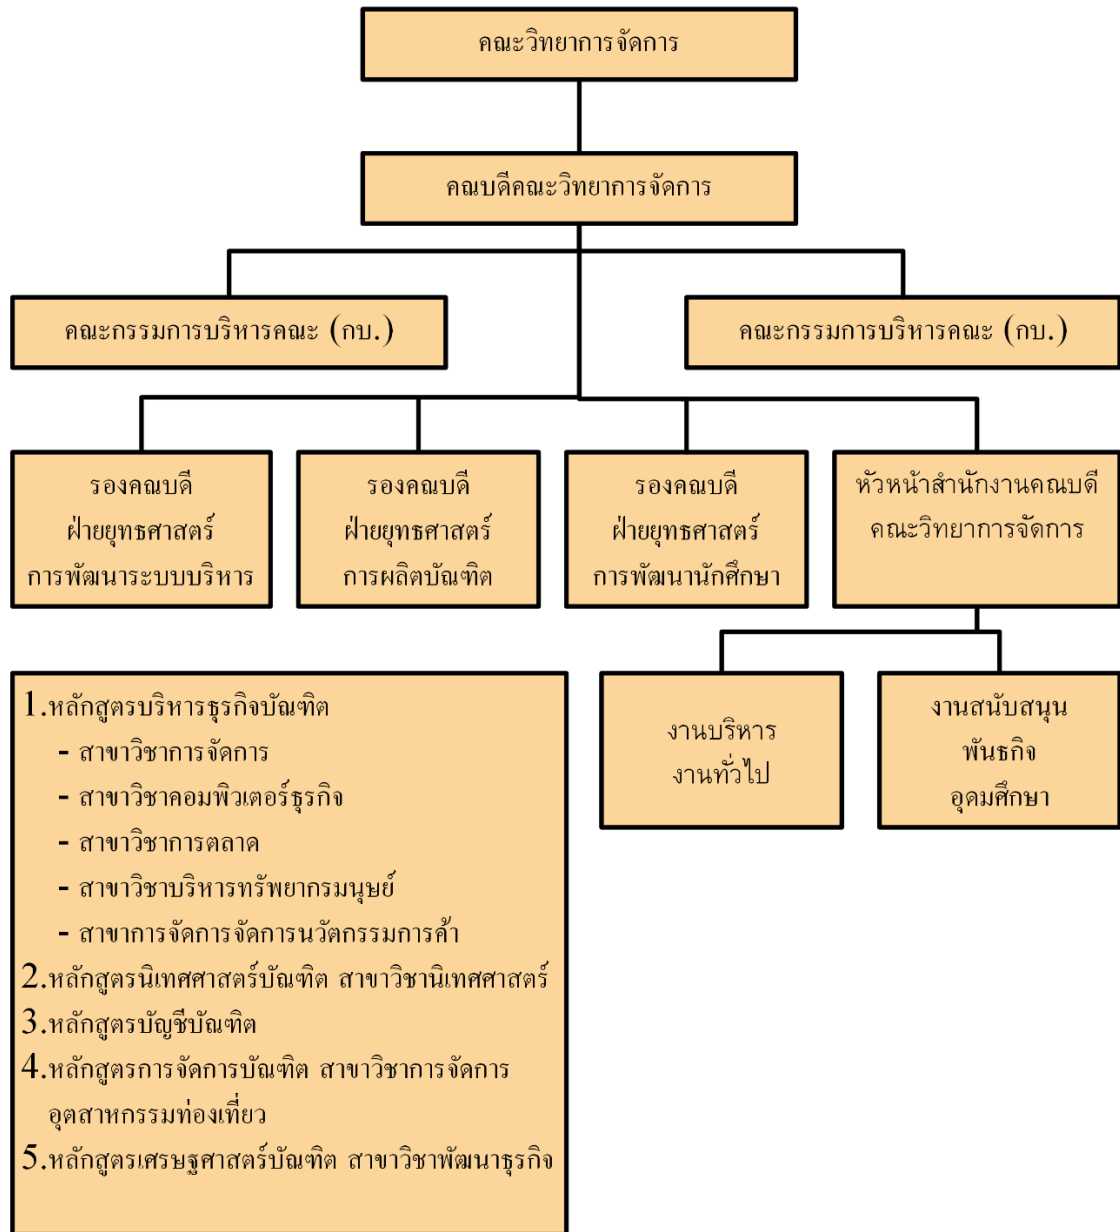 คณะวิทยาการจัดการ
คณบดีคณะวิทยาการจัดการ
คณะกรรมการบริหารคณะ (กบ.)
คณะกรรมการบริหารคณะ (กบ.)
รองคณบดี
ฝ่ายยุทธศาสตร์
การพัฒนาระบบบริหาร
รองคณบดี
ฝ่ายยุทธศาสตร์
การผลิตบัณฑิต
รองคณบดี
ฝ่ายยุทธศาสตร์
การพัฒนานักศึกษา
หัวหน้าสำนักงานคณบดี
คณะวิทยาการจัดการ
1.หลักสูตรบริหารธุรกิจบัณฑิต
- สาขาวิชาการจัดการ
- สาขาวิชาคอมพิวเตอร์ธุรกิจ
- สาขาวิชาการตลาด
- สาขาวิชาบริหารทรัพยากรมนุษย์
- สาขาการจัดการจัดการนวัตกรรมการค้า
2.หลักสูตรนิเทศศาสตร์บัณฑิต สาขาวิชานิเทศศาสตร์
3.หลักสูตรบัญชีบัณฑิต
4.หลักสูตรการจัดการบัณฑิต สาขาวิชาการจัดการ
อุตสาหกรรมท่องเที่ยว
5.หลักสูตรเศรษฐศาสตร์บัณฑิต สาขาวิชาพัฒนาธุรกิจ
งานบริหาร
งานทั่วไป
งานสนับสนุน
พันธกิจ
อุดมศึกษา